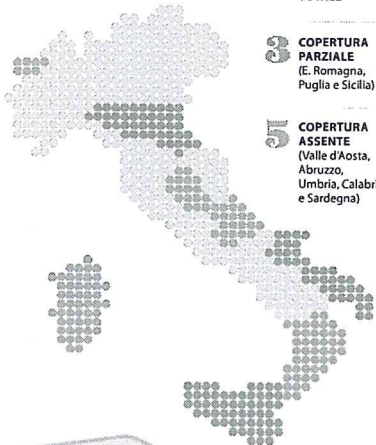 3 COPERTURA
PARZIALE
(E. Romagna,
Puglia e Sicilia)
5 COPERTURA
ASSENTE
(Valle d'Aosta,
Abruzzo,
Umbria, Calabri
e Sardegna)